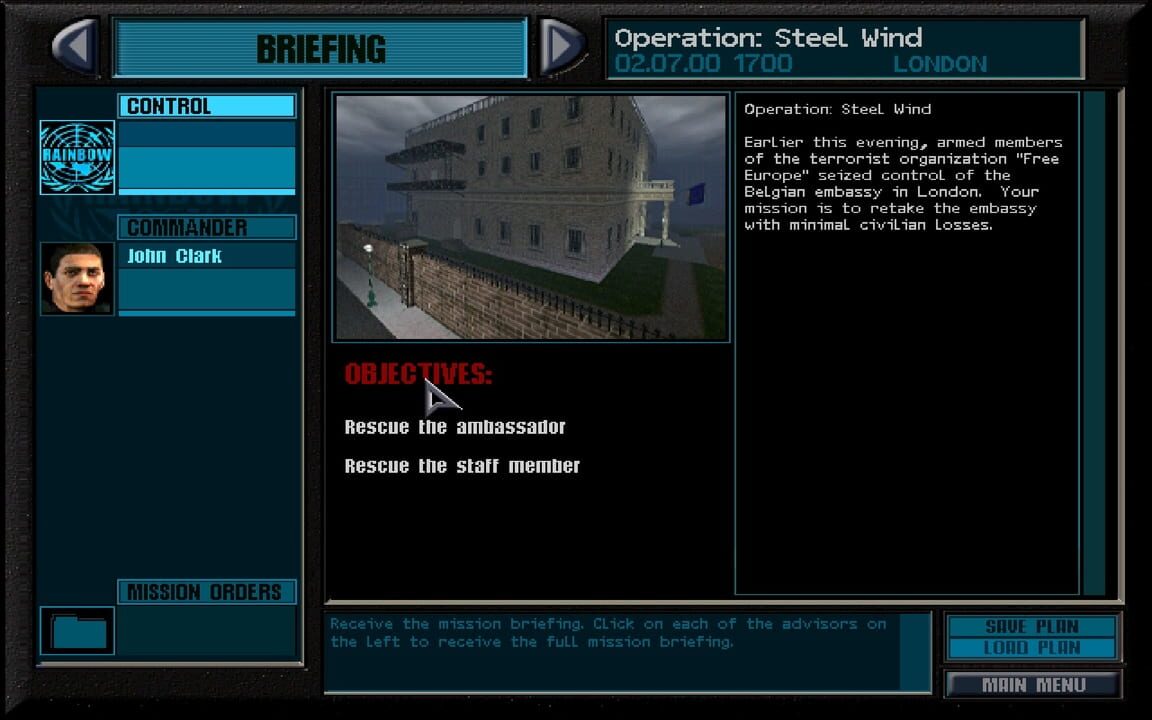 BRIEFING
Operation: Steel Wind
02.07.00 1700 LONDON
CONTROL
RAINBOW
COMMANDER
John Clark
MISSION ORDERS
OBJECTIVES:
Rescue the ambassador
Rescue the staff member
Operation: Steel Wind
Earlier this evening, armed members
of the terrorist organization "Free
Europe" seized control of the
Belgian embassy in London. Your
mission is to retake the embassy
with minimal civilian losses.
Receive the mission briefing. Click on each of the advisors on
the left to receive the full mission briefing.
SAVE PLAN
LOAD PLAN
MAIN MENU